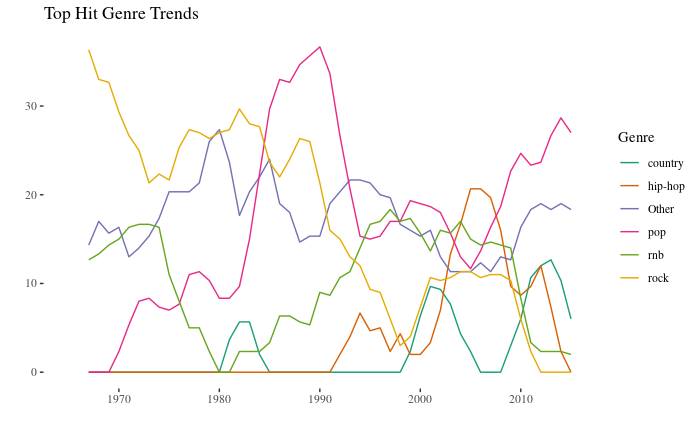 Top Hit Genre Trends
30
20
10
0
1970
1980
1990
2000
2010
Genre
country
hip-hop
Other
pop
rnb
rock